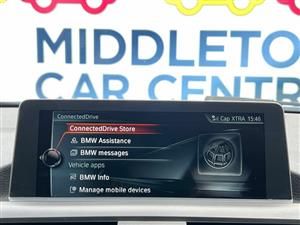 MIDDLETO
CAR CENTR
ConnectedDrive
Cap XTRA 15:46
ConnectedDrive Store
BMW Assistance
BMW messages
Vehicle apps
BMW Info
Manage mobile devices